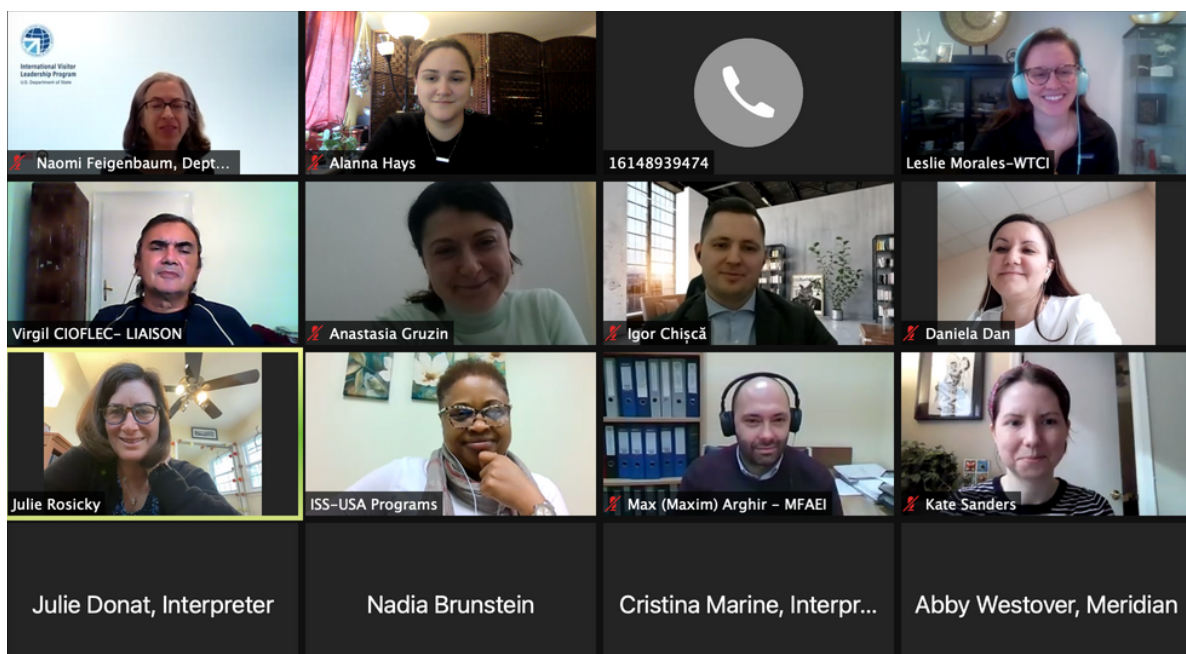 International Visitor
Leadership Program
U.S. Department of State
Naomi Feigenbaum, Dept...
Alanna Hays
16148939474
Leslie Morales-WTCI
Virgil CIOFLEC- LIAISON
Anastasia Gruzin
Igor Chișcă
Daniela Dan
Julie Rosicky
ISS-USA Programs
Max (Maxim) Arghir - MFAEI
Kate Sanders
Julie Donat, Interpreter
Nadia Brunstein
Cristina Marine, Interpr...
Abby Westover, Meridian